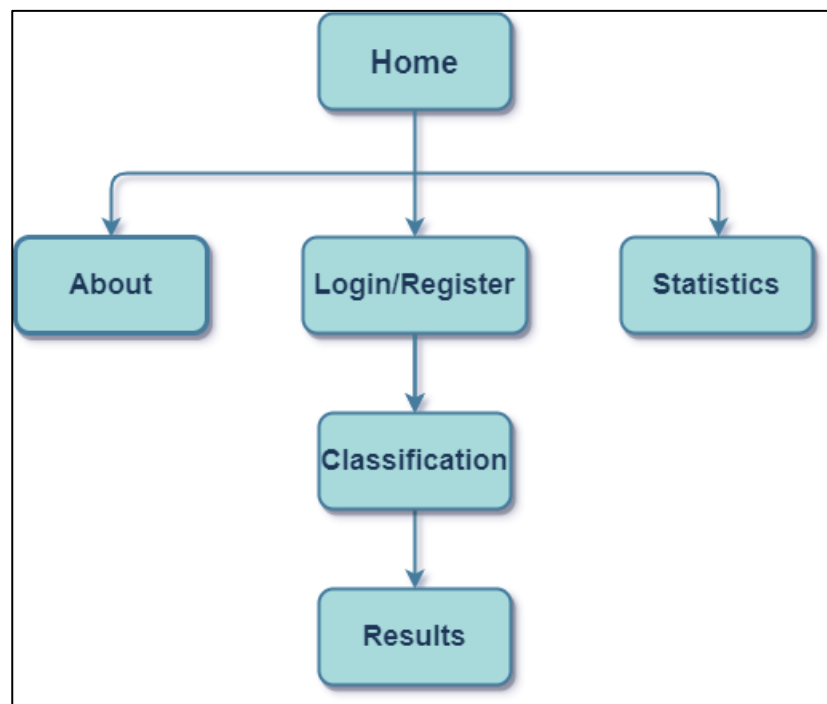 Home
About
Login/Register
Statistics
Classification
Results